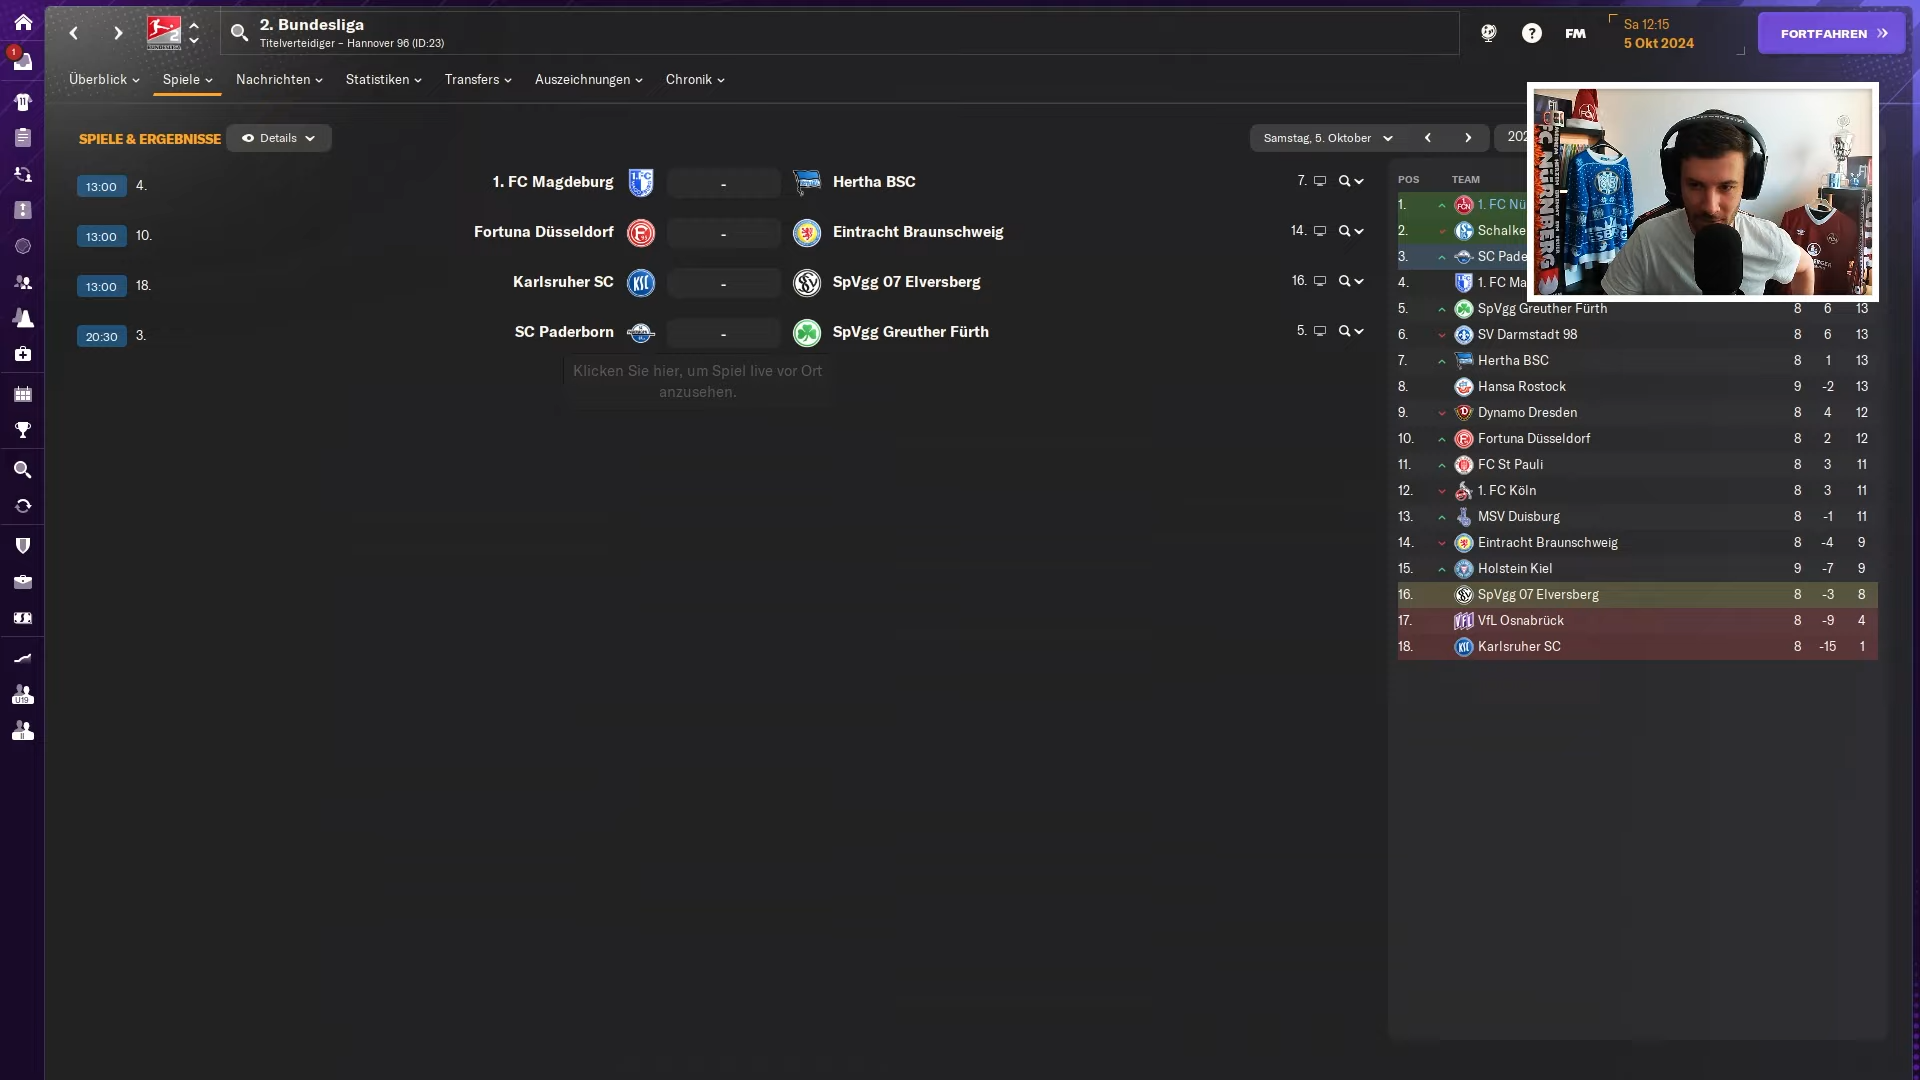 2. Bundesliga
Titelverteidiger - Hannover 96 (ID:23)
FM
Sa 12:15
5 Okt 2024
FORTFAHREN
1
Überblick
Spiele
Nachrichten
Statistiken
Transfers
Auszeichnungen
Chronik
SPIELE & ERGEBNISSE
Details
Samstag, 5. Oktober
13:00 4. 1. FC Magdeburg - Hertha BSC 7.
13:00 10. Fortuna Düsseldorf - Eintracht Braunschweig 14.
13:00 18. Karlsruher SC - SpVgg 07 Elversberg 16.
20:30 3. SC Paderborn - SpVgg Greuther Fürth 5.
Klicken Sie hier, um Spiel live vor Ort
anzusehen.
POS TEAM
1. 1. FC Nü
2. Schalke
3. SC Pade
4. 1. FC Ma
5. SpVgg Greuther Fürth 8 6 13
6. SV Darmstadt 98 8 6 13
7. Hertha BSC 8 1 13
8. Hansa Rostock 9 -2 13
9. Dynamo Dresden 8 4 12
10. Fortuna Düsseldorf 8 2 12
11. FC St Pauli 8 3 11
12. 1. FC Köln 8 3 11
13. MSV Duisburg 8 -1 11
14. Eintracht Braunschweig 8 -4 9
15. Holstein Kiel 9 -7 9
16. SpVgg 07 Elversberg 8 -3 8
17. VfL Osnabrück 8 -9 4
18. Karlsruher SC 8 -15 1
FC NÜRNBERG
U19
II